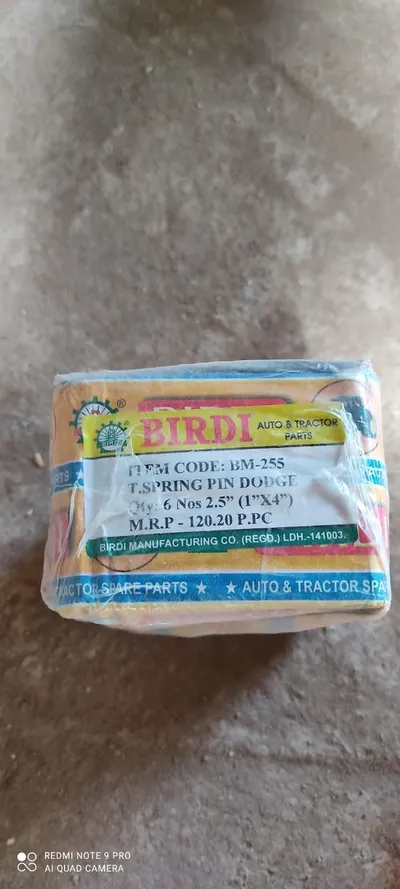 BIRDI AUTO & TRACTOR PARTS
ITEM CODE: BM-255
T.SPRING PIN DODGE
Qty: 6 Nos 2.5" (1"X4")
M.R.P - 120.20 P.PC
BIRDI MANUFACTURING CO. (REGD.) LDH.-141003.
RTS
ACTOR SPARE PARTS ★ ★ AUTO & TRACTOR SPA
REDMI NOTE 9 PRO
AI QUAD CAMERA